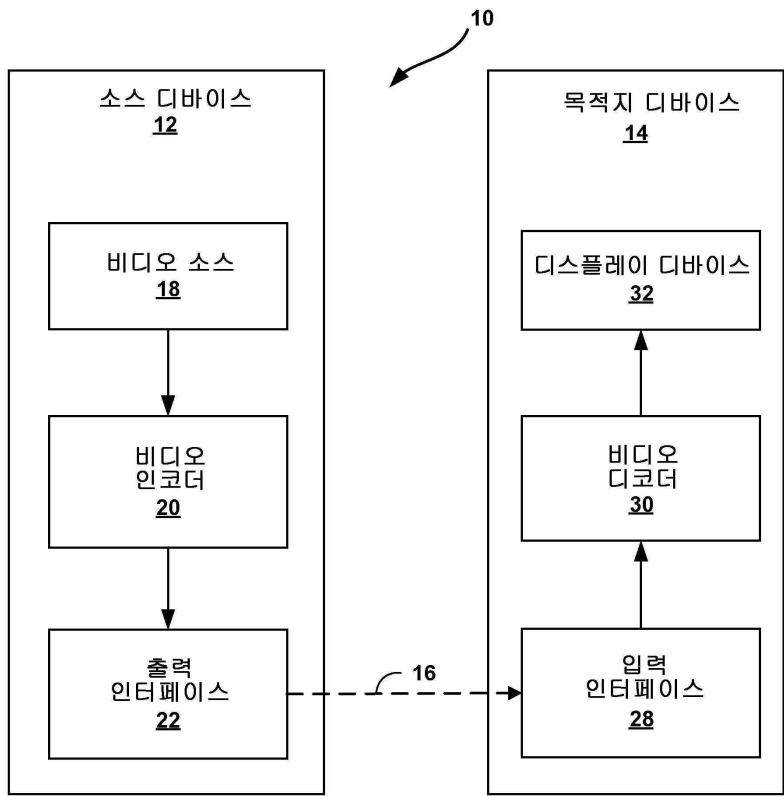 10
소스 디바이스
12
비디오 소스
18
비디오
인코더
20
출력
인터페이스
22
16
목적지 디바이스
14
디스플레이 디바이스
32
비디오
디코더
30
입력
인터페이스
28